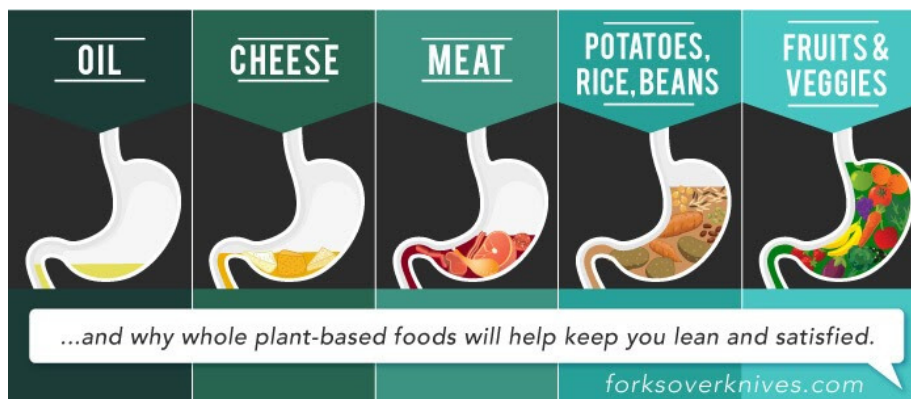 OIL
CHEESE
MEAT
POTATOES,
RICE, BEANS
FRUITS &
VEGGIES
...and why whole plant-based foods will help keep you lean and satisfied.
forksoverknives.com